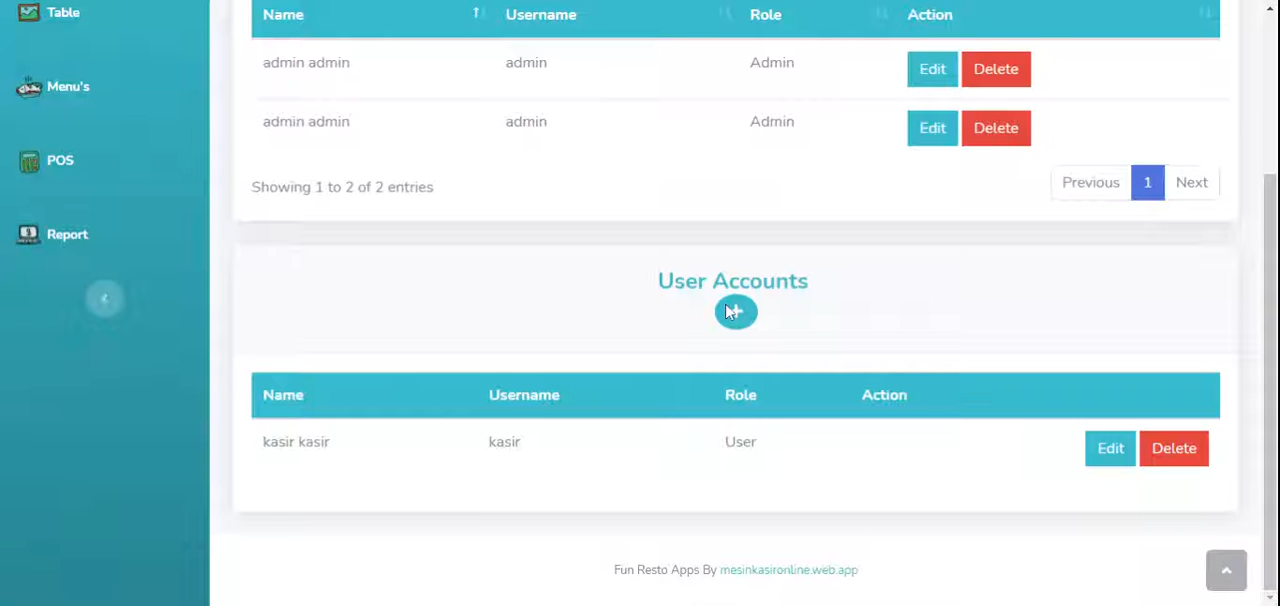 Table
Menu's
POS
Report
Name Username Role Action
admin admin admin Admin Edit Delete
admin admin admin Admin Edit Delete
Showing 1 to 2 of 2 entries
Previous 1 Next
User Accounts
Name Username Role Action
kasir kasir kasir User Edit Delete
Fun Resto Apps By mesinkasironline.web.app